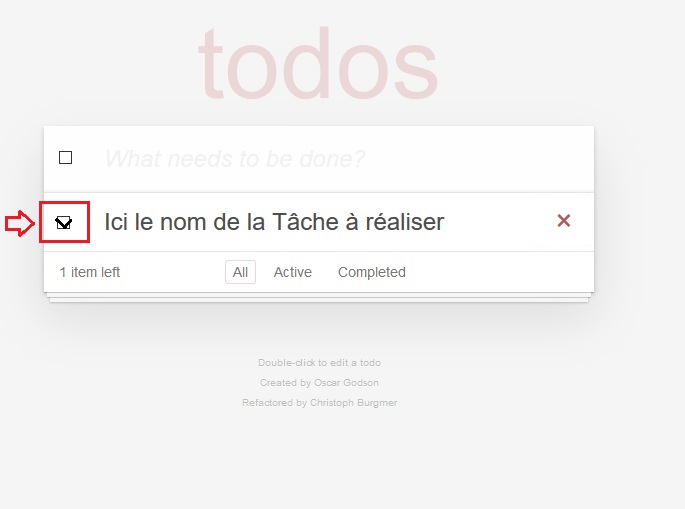 todos
What needs to be done?
Ici le nom de la Tâche à réaliser
1 item left All Active Completed
Double-click to edit a todo
Created by Oscar Godson
Refactored by Christoph Burgmer